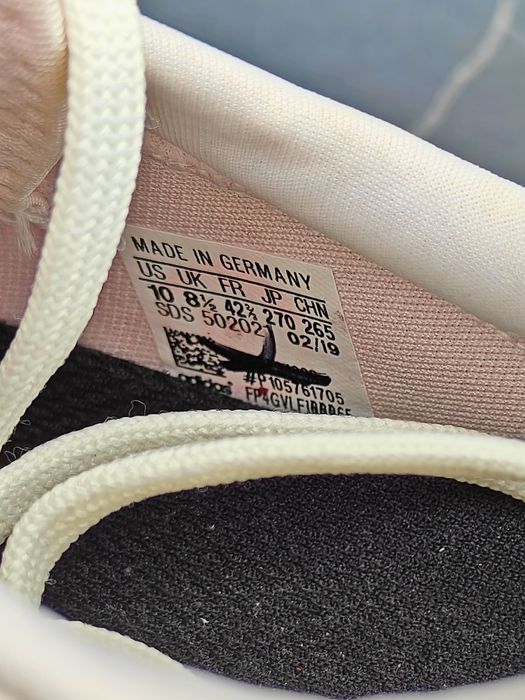 MADE IN GERMANY
US UK FR JP CHN
10 8½ 42⅔ 270 265
SDS 50202 02/19
#P105761705
adidas